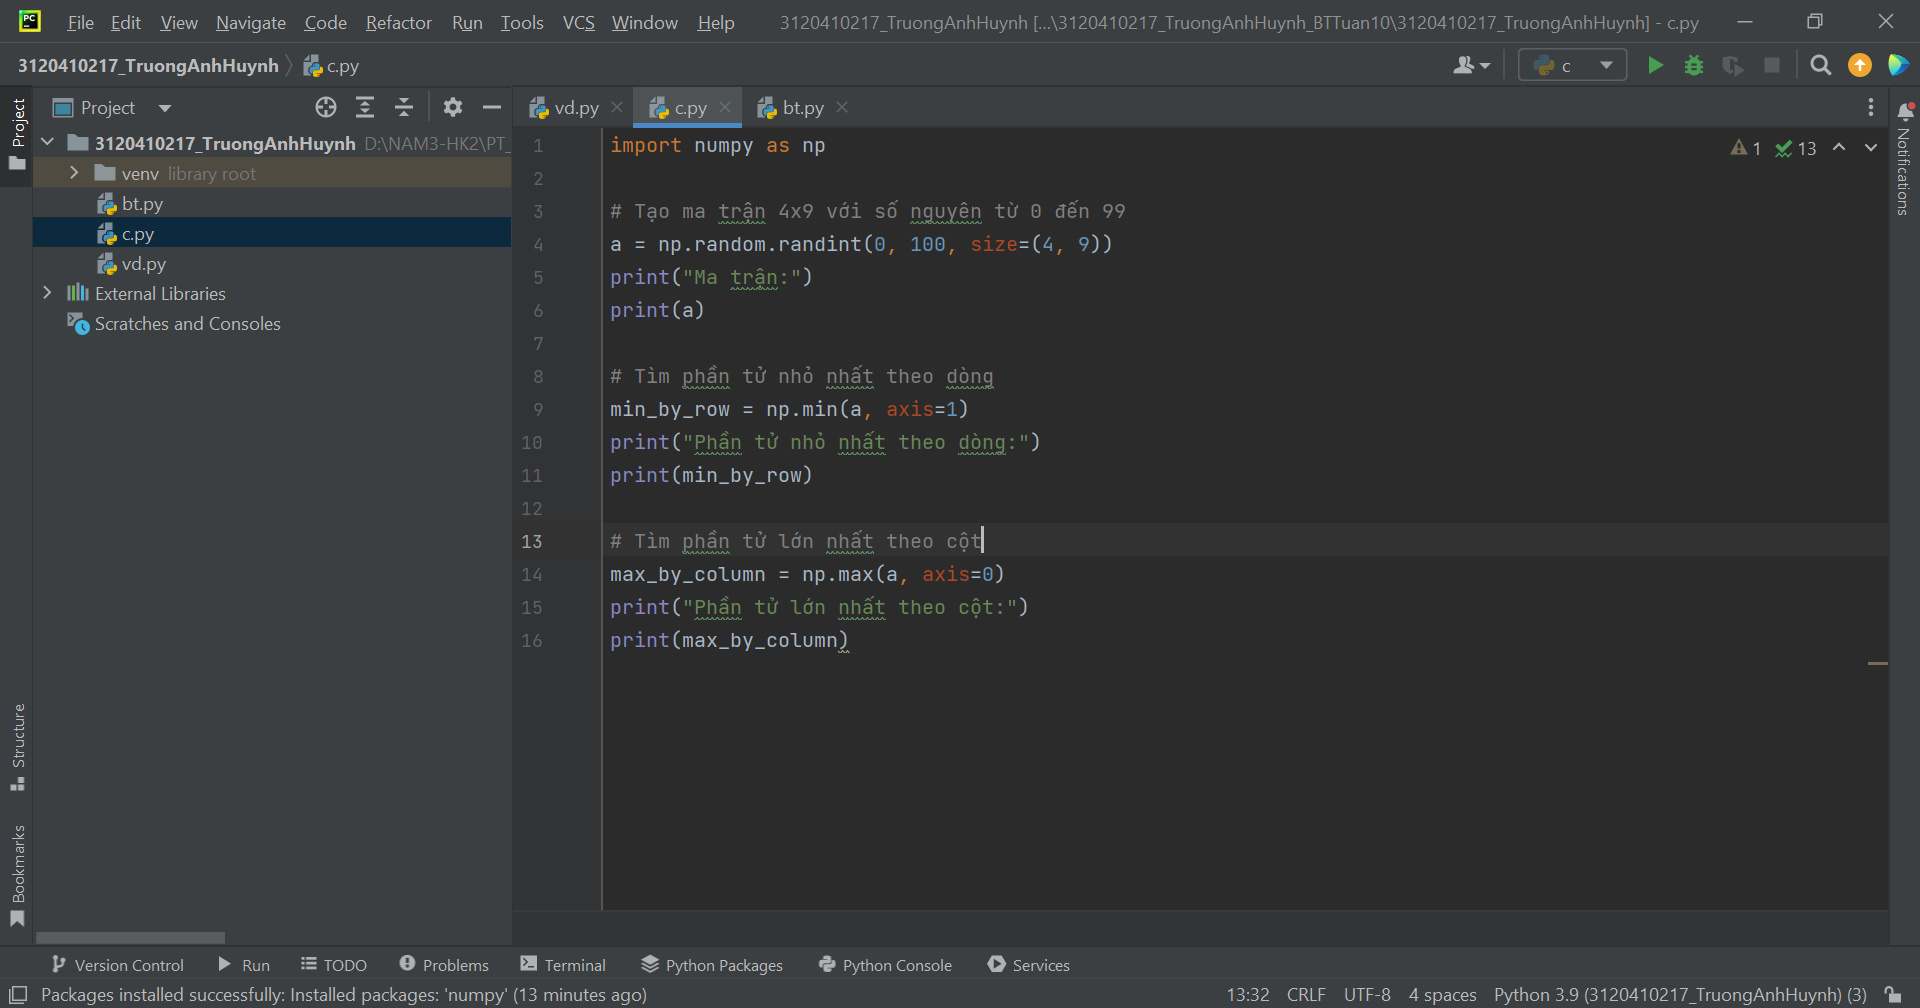 File Edit View Navigate Code Refactor Run Tools VCS Window Help 3120410217_TruongAnhHuynh [...\3120410217_TruongAnhHuynh_BTTuan10\3120410217_TruongAnhHuynh] - c.py
3120410217_TruongAnhHuynh c.py
c
Project
Project
vd.py
c.py
bt.py
3120410217_TruongAnhHuynh D:\NAM3-HK2\PT_
venv library root
bt.py
c.py
vd.py
External Libraries
Scratches and Consoles
1 import numpy as np
2
3 # Tạo ma trận 4x9 với số nguyên từ 0 đến 99
4 a = np.random.randint(0, 100, size=(4, 9))
5 print("Ma trận:")
6 print(a)
7
8 # Tìm phần tử nhỏ nhất theo dòng
9 min_by_row = np.min(a, axis=1)
10 print("Phần tử nhỏ nhất theo dòng:")
11 print(min_by_row)
12
13 # Tìm phần tử lớn nhất theo cột
14 max_by_column = np.max(a, axis=0)
15 print("Phần tử lớn nhất theo cột:")
16 print(max_by_column)
1 13
Notifications
Structure
Bookmarks
Version Control Run TODO Problems Terminal Python Packages Python Console Services
Packages installed successfully: Installed packages: 'numpy' (13 minutes ago) 13:32 CRLF UTF-8 4 spaces Python 3.9 (3120410217_TruongAnhHuynh) (3)